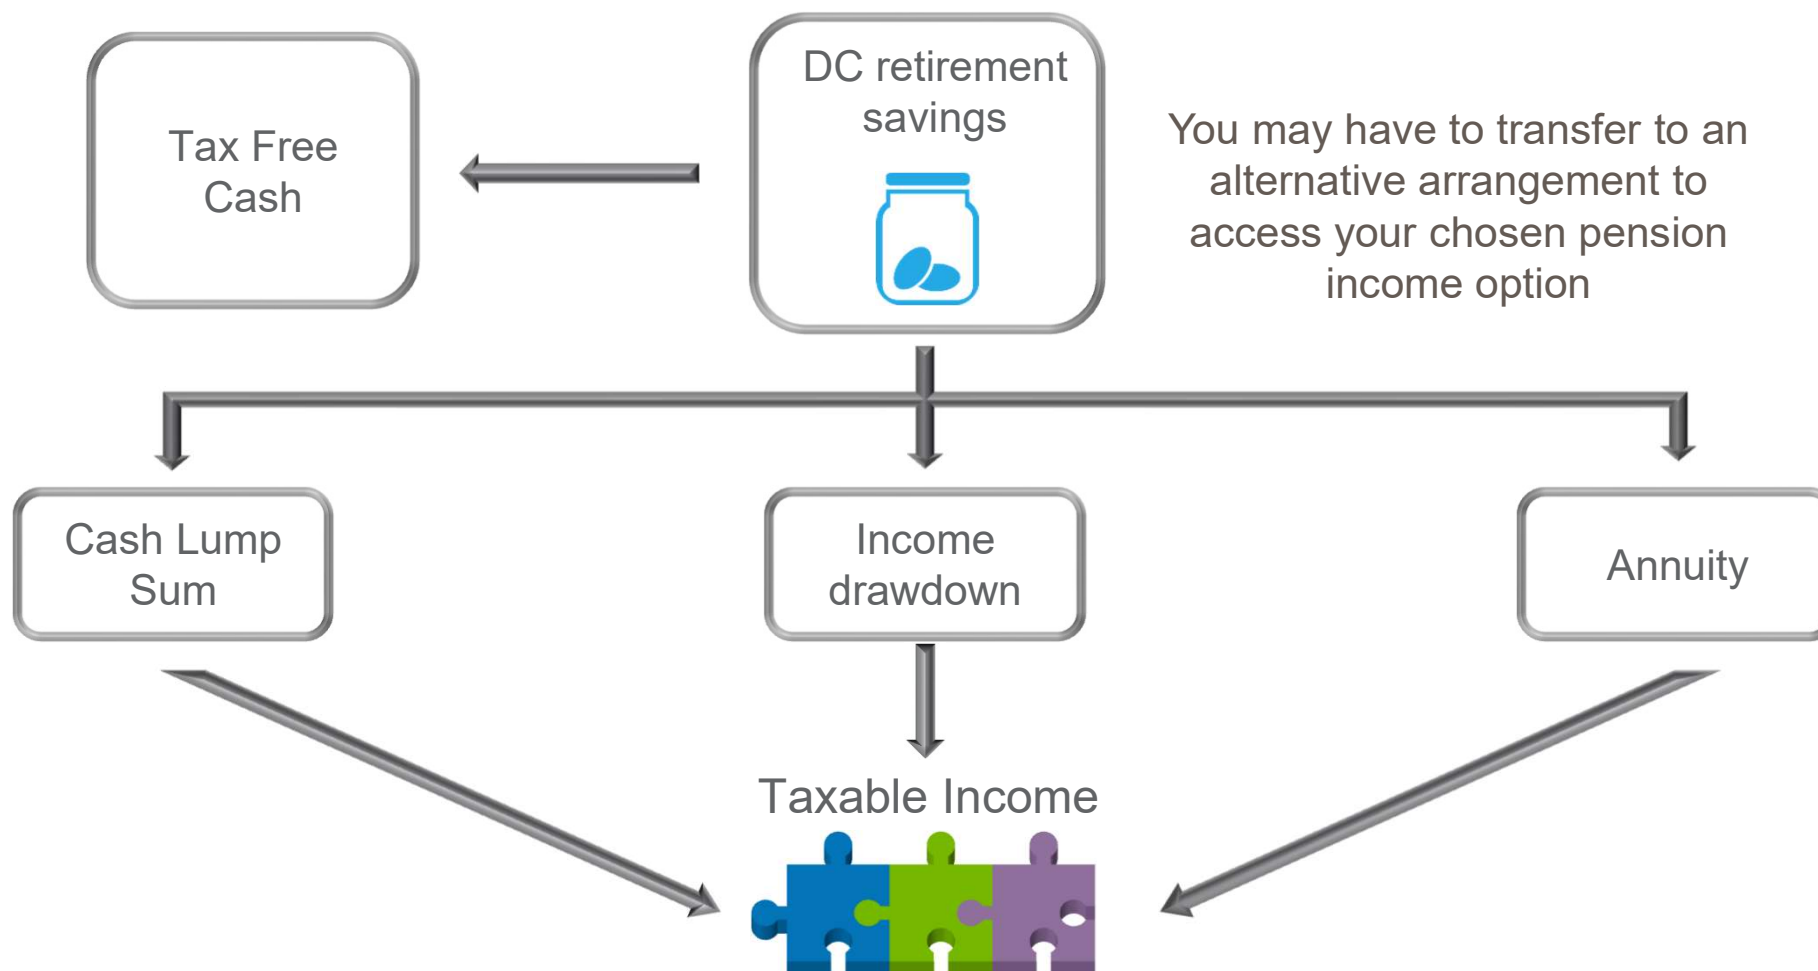 Tax Free
Cash
DC retirement
savings
You may have to transfer to an
alternative arrangement to
access your chosen pension
income option
Cash Lump
Sum
Income
drawdown
Annuity
Taxable Income